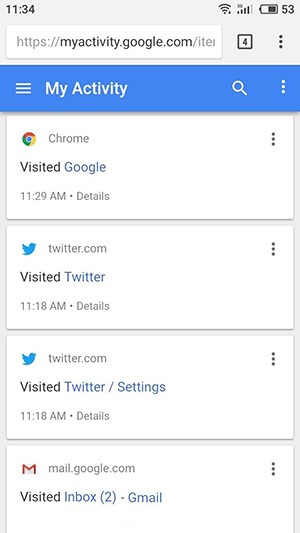 11:34
3G
53
https://myactivity.google.com/iter
4
My Activity
Chrome
Visited Google
11:29 AM • Details
twitter.com
Visited Twitter
11:18 AM • Details
twitter.com
Visited Twitter / Settings
11:18 AM • Details
mail.google.com
Visited Inbox (2) - Gmail